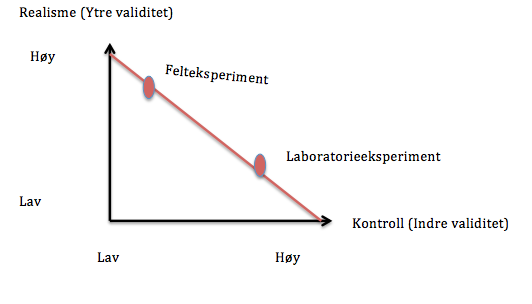 Realisme (Ytre validitet)
Høy
Felteksperiment
Laboratorieeksperiment
Lav
Kontroll (Indre validitet)
Lav
Høy